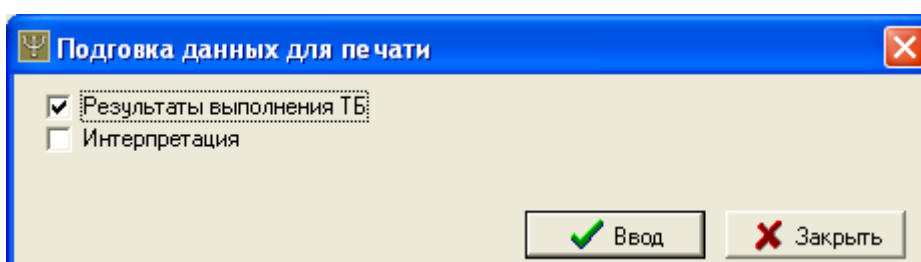 Подговка данных для печати
Результаты выполнения ТБ
Интерпретация
Ввод
Закрыть